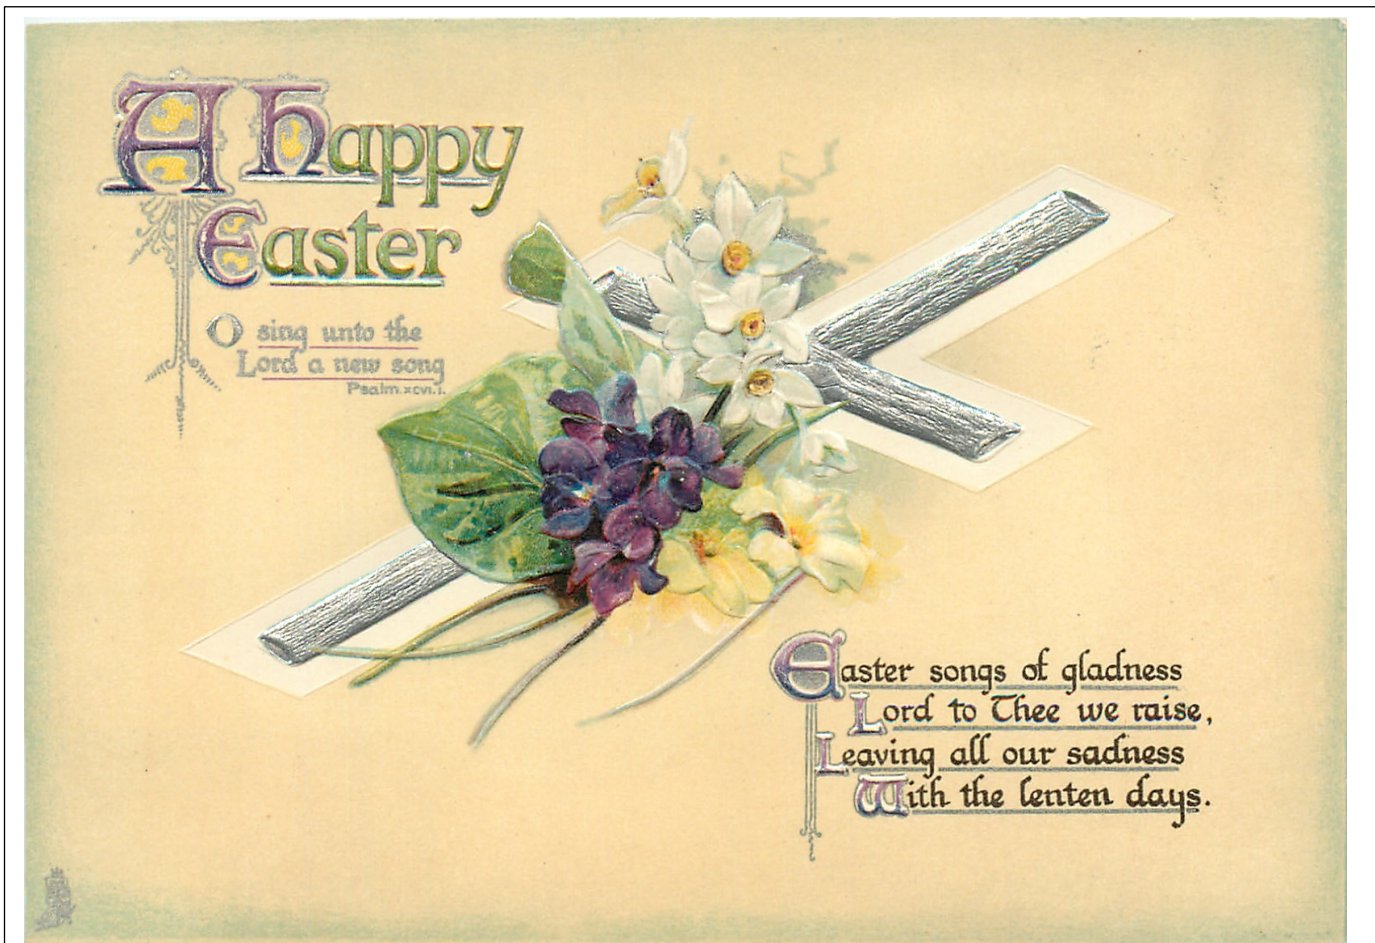 A Happy
Easter
O sing unto the
Lord a new song
Psalm. xcvi. i.
Easter songs of gladness
Lord to Thee we raise,
Leaving all our sadness
With the lenten days.